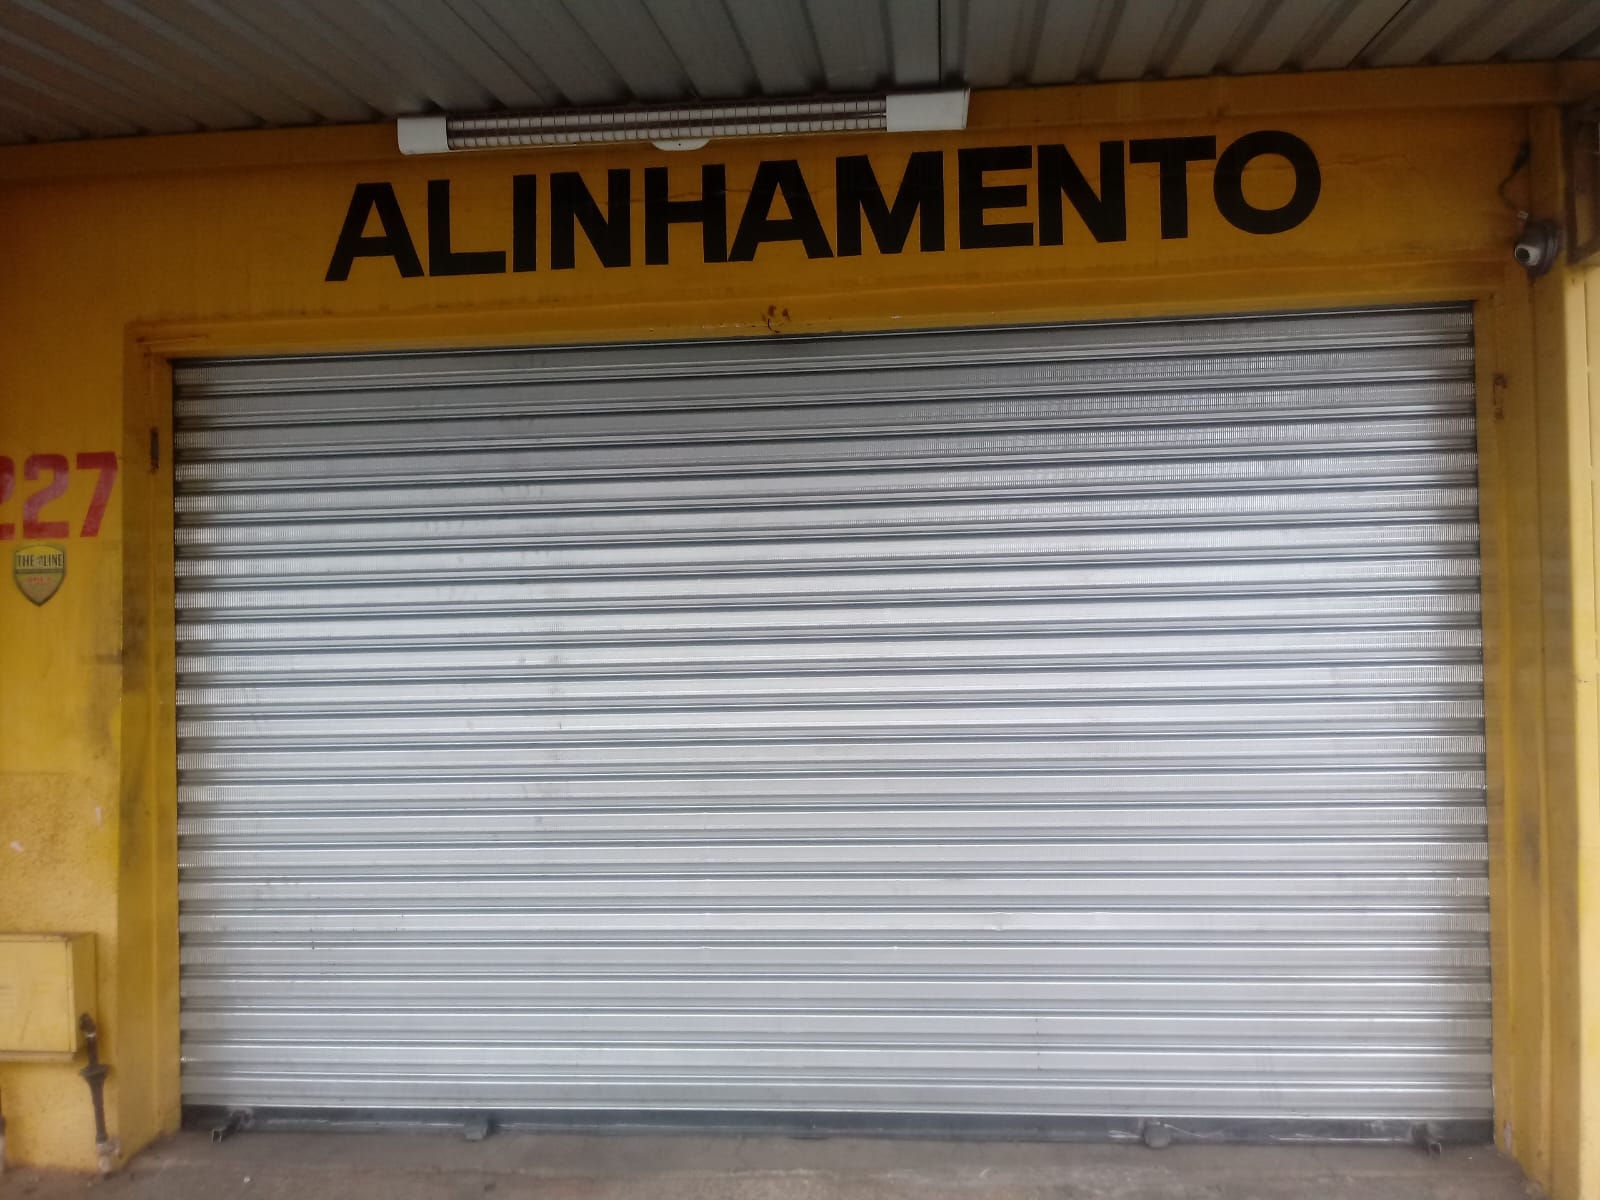 ALINHAMENTO
227
THE LINE